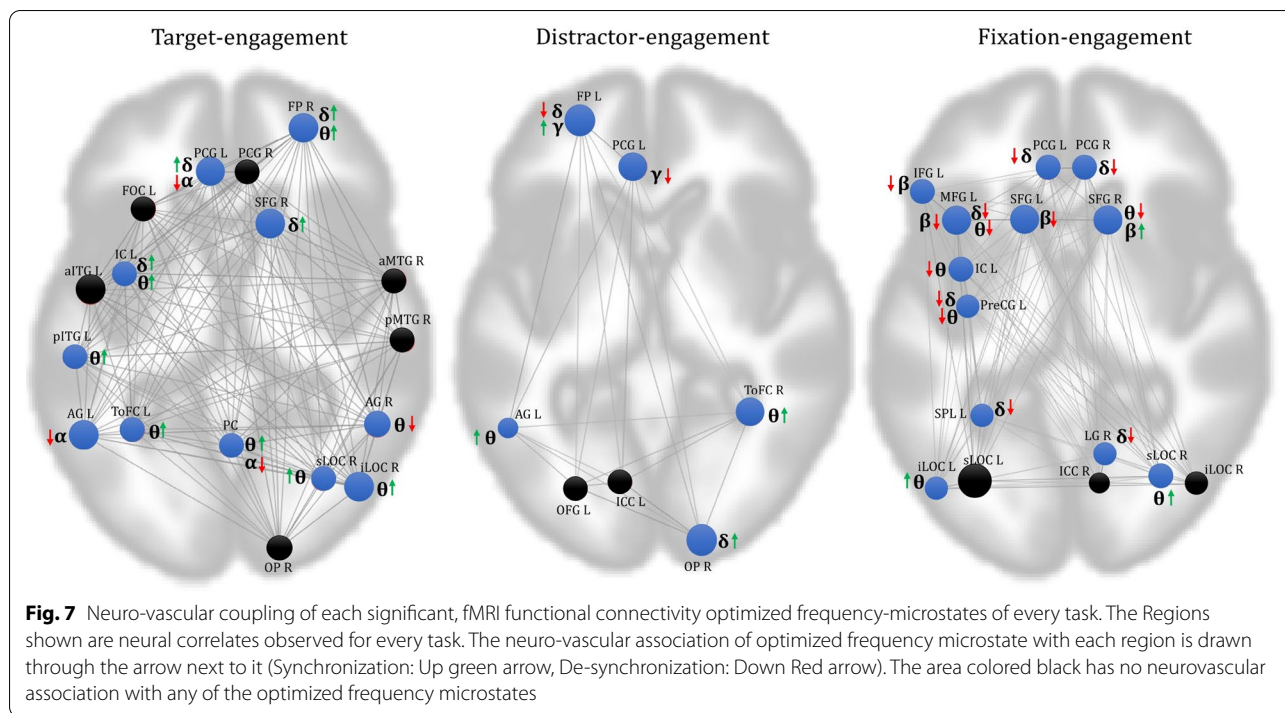 Target-engagement
Distractor-engagement
Fixation-engagement
FP R
δ↑
θ↑
PCG L
PCG R
↑δ
↓α
FOC L
SFG R
δ↑
IC L
δ↑
θ↑
aITG L
aMTG R
pITG L
θ↑
pMTG R
AG L
↓α
ToFC L
θ↑
PC
θ↑
α↓
AG R
θ↓
sLOC R
↑θ
iLOC R
θ↑
OP R
FP L
↓δ
↑γ
PCG L
γ↓
ToFC R
θ↑
AG L
↑θ
OFG L
ICC L
δ↑
OP R
PCG L
PCG R
↓δ
δ↓
IFG L
↓β
MFG L
β↓
δ↓
θ↓
SFG L
β↓
SFG R
θ↓
β↑
↓θ
IC L
↓δ
↓θ
PreCG L
SPL L
δ↓
LG R
δ↓
iLOC L
↑θ
sLOC L
ICC R
sLOC R
θ↑
iLOC R
Fig. 7 Neuro-vascular coupling of each significant, fMRI functional connectivity optimized frequency-microstates of every task. The Regions
shown are neural correlates observed for every task. The neuro-vascular association of optimized frequency microstate with each region is drawn
through the arrow next to it (Synchronization: Up green arrow, De-synchronization: Down Red arrow). The area colored black has no neurovascular
association with any of the optimized frequency microstates